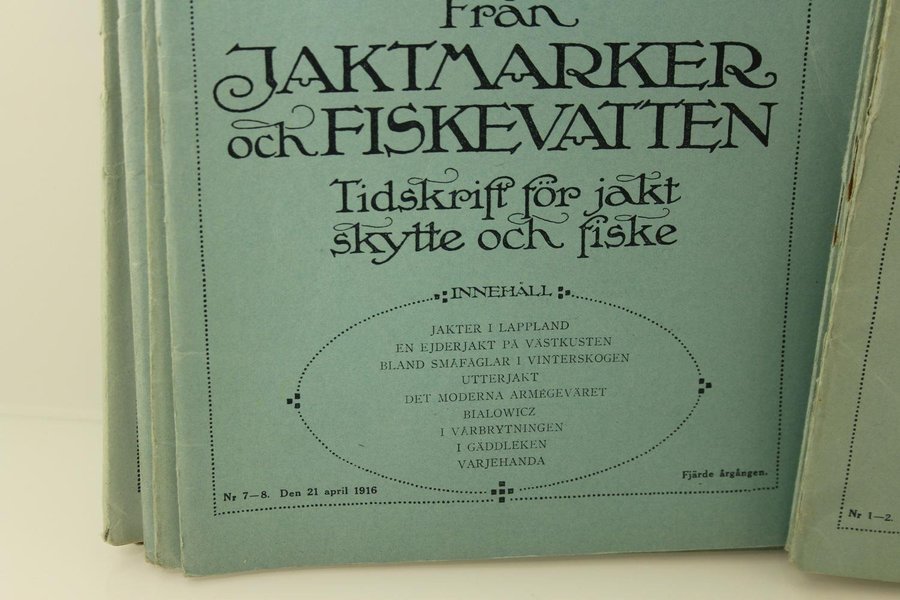 Från
JAKTMARKER
och FISKEVATTEN
Tidskrift för jakt
skytte och fiske
INNEHÅLL
JAKTER I LAPPLAND
EN EJDERJAKT PÅ VÄSTKUSTEN
BLAND SMÅFÅGLAR I VINTERSKOGEN
UTTERJAKT
DET MODERNA ARMÉGEVÄRET
BIALOWICZ
I VÅRBRYTNINGEN
I GÄDDLEKEN
VARJEHANDA
Nr 7—8. Den 21 april 1916
Fjärde årgången.
Nr 1—2.